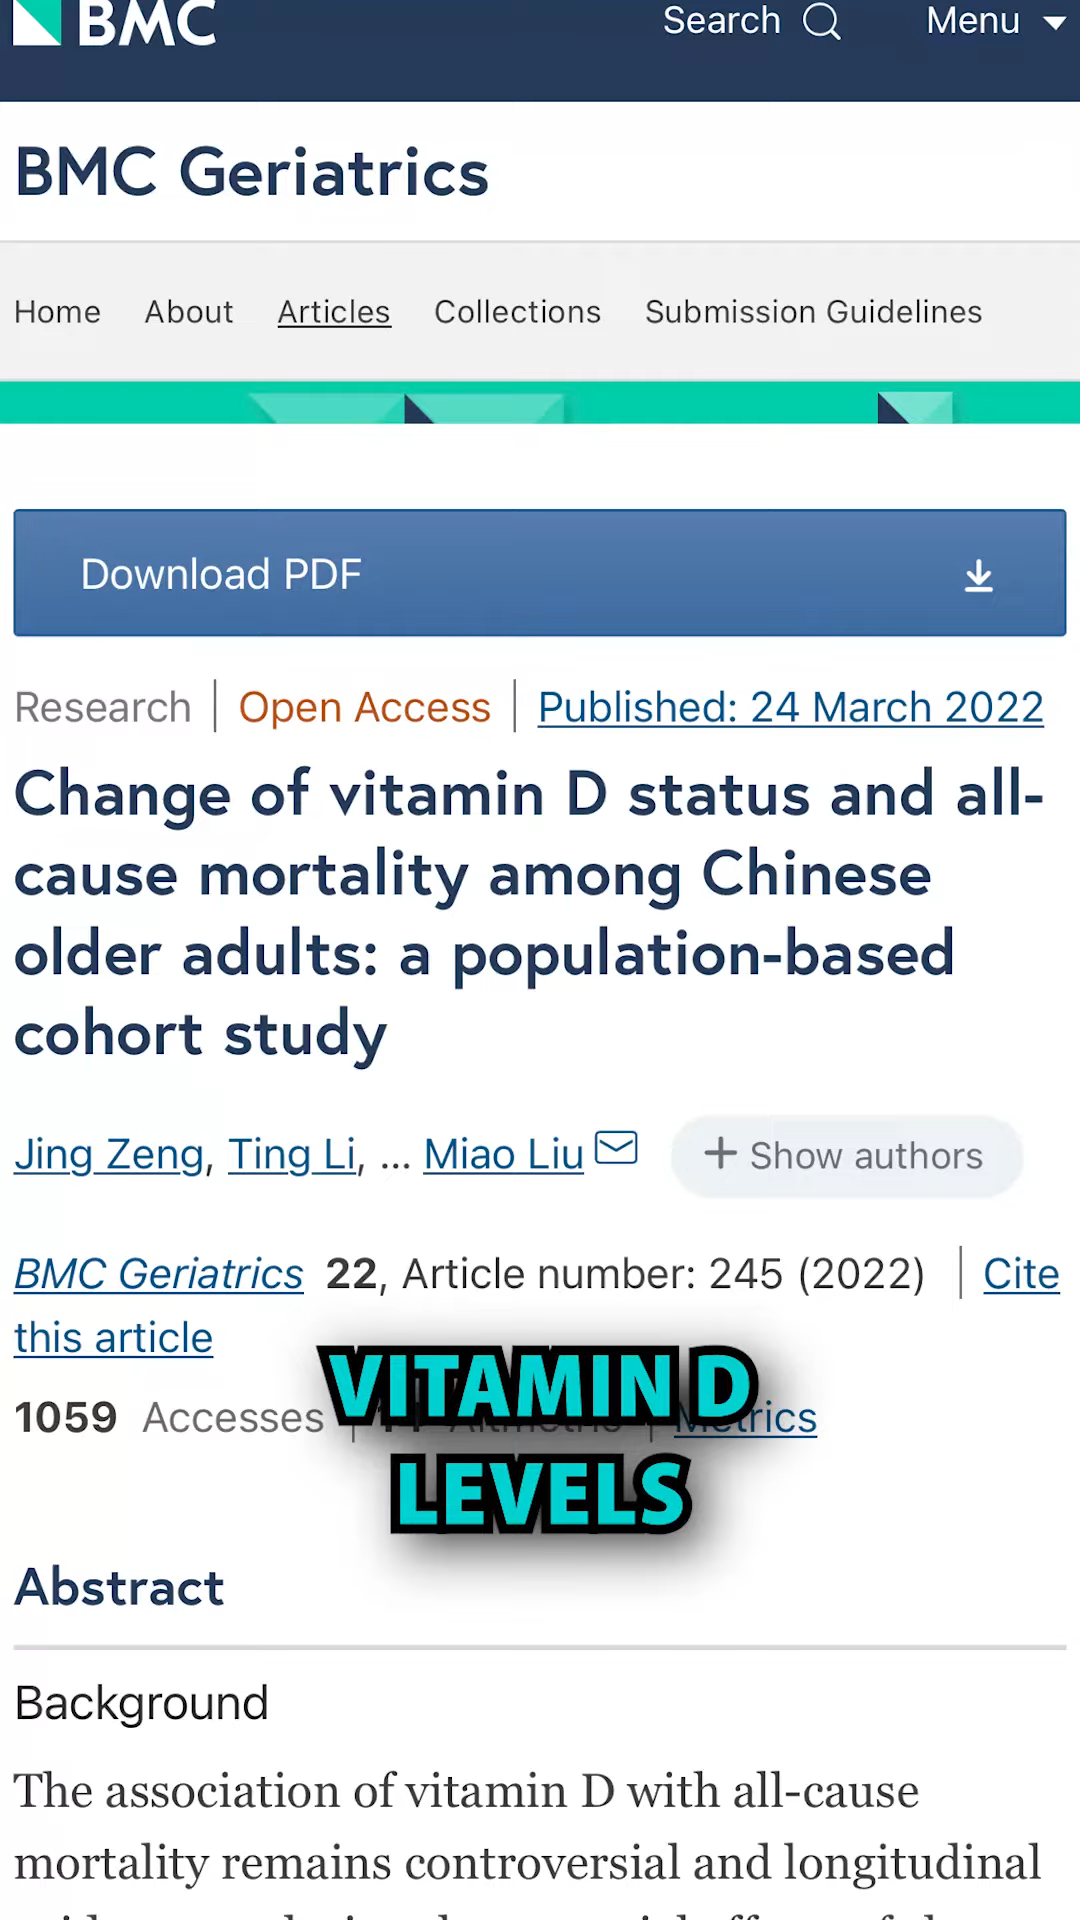 BMC Search Menu
BMC Geriatrics
Home About Articles Collections Submission Guidelines
Download PDF
Research Open Access Published: 24 March 2022
Change of vitamin D status and all-
cause mortality among Chinese
older adults: a population-based
cohort study
Jing Zeng, Ting Li, ... Miao Liu + Show authors
BMC Geriatrics 22, Article number: 245 (2022) Cite
this article
1059 Accesses Altmetric Metrics
VITAMIN D
LEVELS
Abstract
Background
The association of vitamin D with all-cause
mortality remains controversial and longitudinal